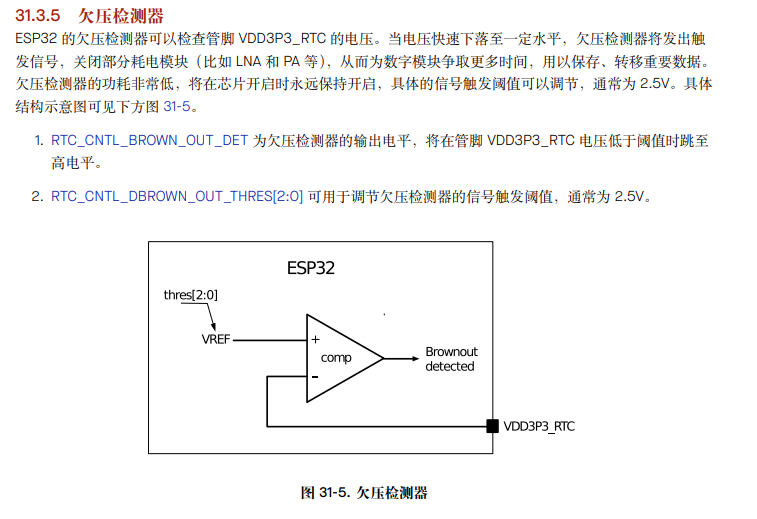 31.3.5 欠压检测器
ESP32 的欠压检测器可以检查管脚 VDD3P3_RTC 的电压。当电压快速下落至一定水平，欠压检测器将发出触
发信号，关闭部分耗电模块（比如 LNA 和 PA 等），从而为数字模块争取更多时间，用以保存、转移重要数据。
欠压检测器的功耗非常低，将在芯片开启时永远保持开启，具体的信号触发阈值可以调节，通常为 2.5V。具体
结构示意图可见下方图 31-5。
1. RTC_CNTL_BROWN_OUT_DET 为欠压检测器的输出电平，将在管脚 VDD3P3_RTC 电压低于阈值时跳至
高电平。
2. RTC_CNTL_DBROWN_OUT_THRES[2:0] 可用于调节欠压检测器的信号触发阈值，通常为 2.5V。
ESP32
thres[2:0]
VREF
+
comp
-
Brownout
detected
VDD3P3_RTC
图 31-5. 欠压检测器